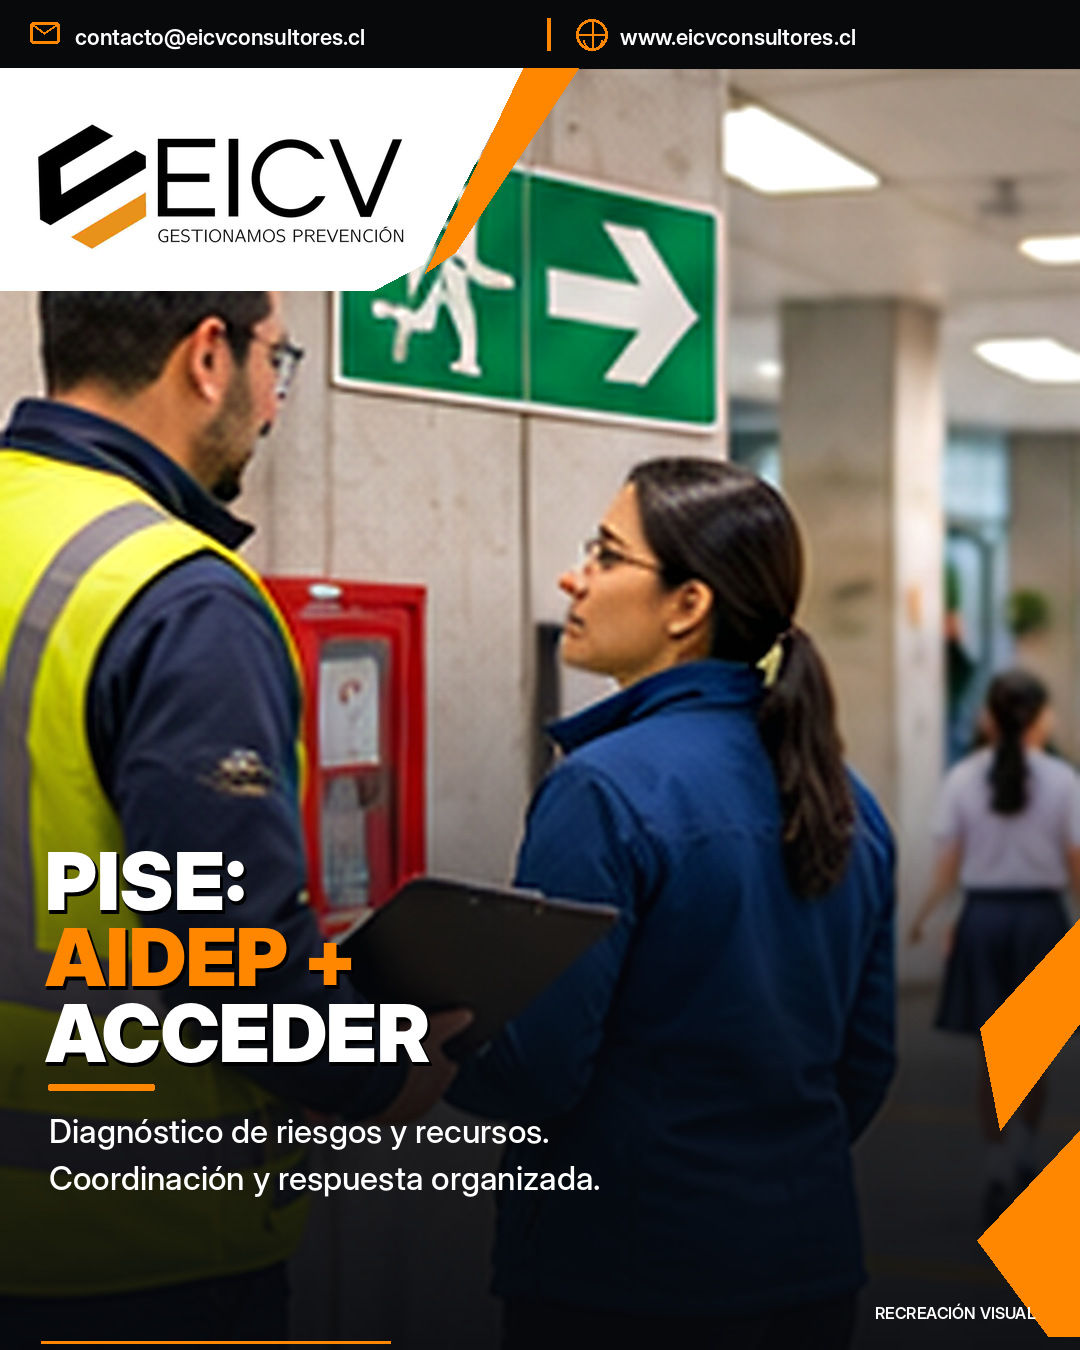 contacto@eicvconsultores.cl
www.eicvconsultores.cl
EICV
GESTIONAMOS PREVENCIÓN
PISE:
AIDEP +
ACCEDER
Diagnóstico de riesgos y recursos.
Coordinación y respuesta organizada.
RECREACIÓN VISUAL